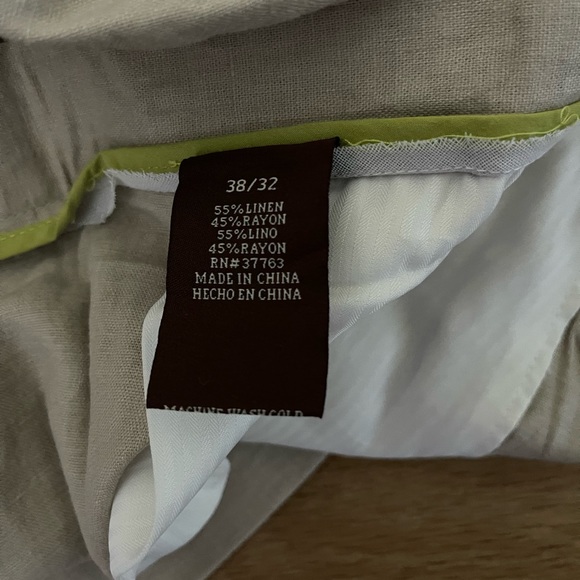 38/32
55%LINEN
45%RAYON
55%LINO
45%RAYON
RN#37763
MADE IN CHINA
HECHO EN CHINA
MACHINE WASH COLD